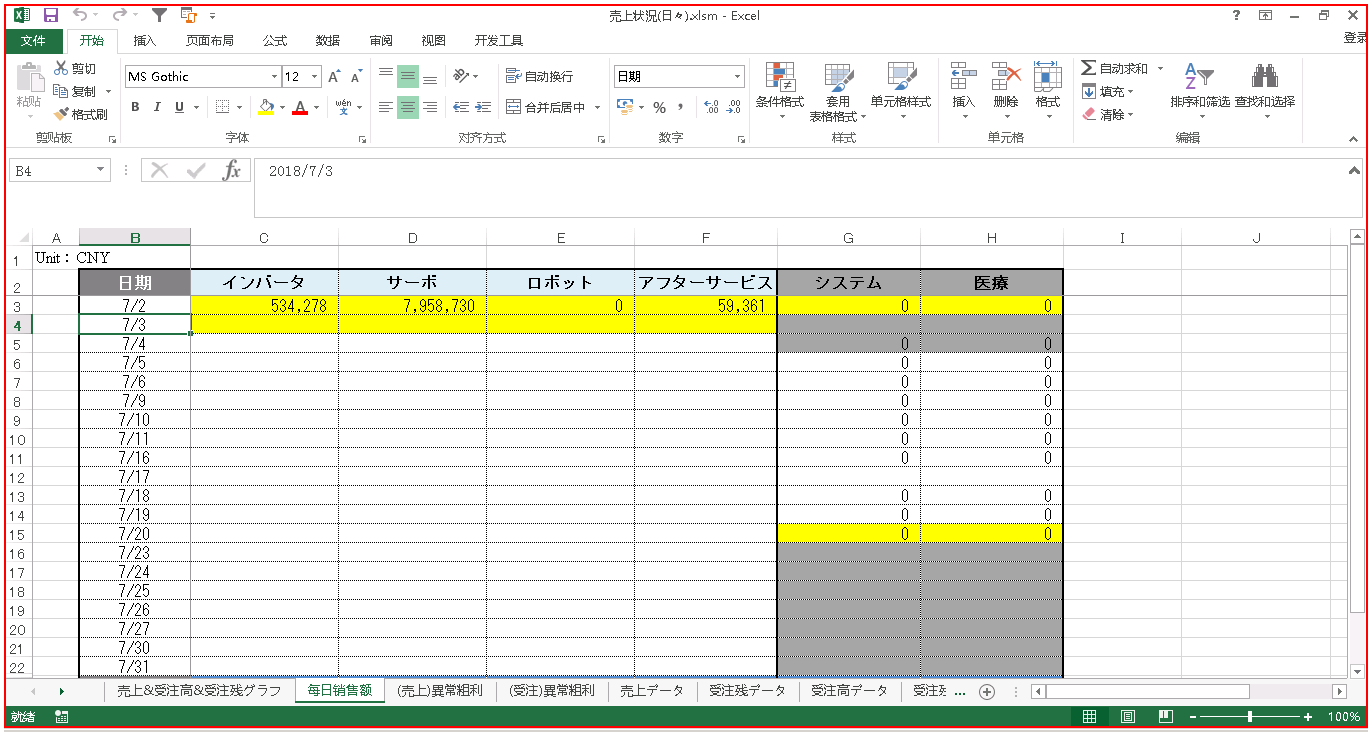 売上状況(日々).xlsm - Excel
?
文件 开始 插入 页面布局 公式 数据 审阅 视图 开发工具 登录
粘贴 剪切 复制 格式刷 剪贴板
MS Gothic 12 B I U wén 文 A A A 字体
自动换行 合并后居中 对齐方式
日期 % , 数字
条件格式 套用 表格格式 单元格样式 样式
插入 删除 格式 单元格
自动求和 填充 清除 排序和筛选 查找和选择 编辑
B4 fx 2018/7/3
A B C D E F G H I J
1 Unit：CNY
2 日期 インバータ サーボ ロボット アフターサービス システム 医療
3 7/2 534,278 7,958,730 0 59,361 0 0
4 7/3
5 7/4 0 0
6 7/5 0 0
7 7/6 0 0
8 7/9 0 0
9 7/10 0 0
10 7/11 0 0
11 7/16 0 0
12 7/17
13 7/18 0 0
14 7/19 0 0
15 7/20 0 0
16 7/23
17 7/24
18 7/25
19 7/26
20 7/27
21 7/30
22 7/31
売上&受注高&受注残グラフ 毎日销售额 (売上)異常粗利 (受注)異常粗利 売上データ 受注残データ 受注高データ 受注残 ...
就绪 100%